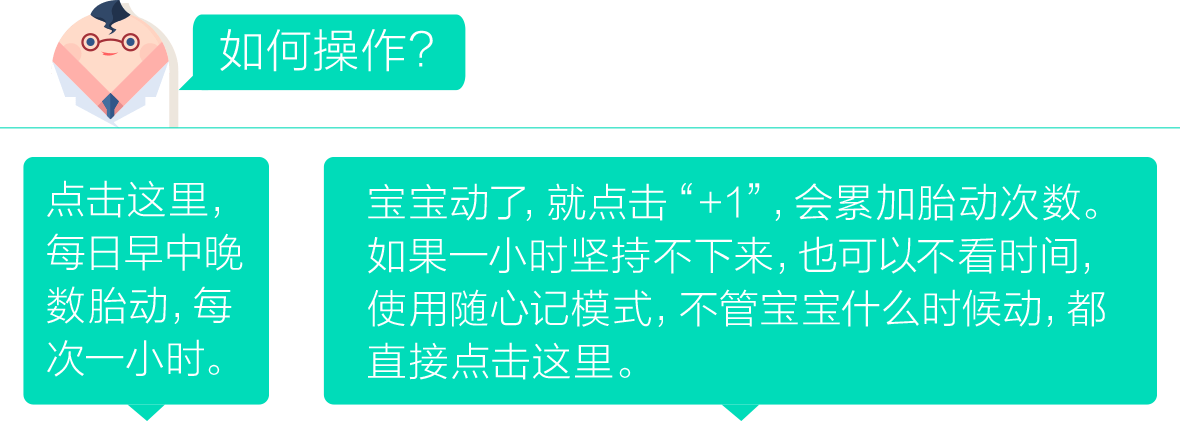 如何操作?
点击这里,
每日早中晚
数胎动,每
次一小时。
宝宝动了,就点击“+1”,会累加胎动次数。
如果一小时坚持不下来,也可以不看时间,
使用随心记模式,不管宝宝什么时候动,都
直接点击这里。